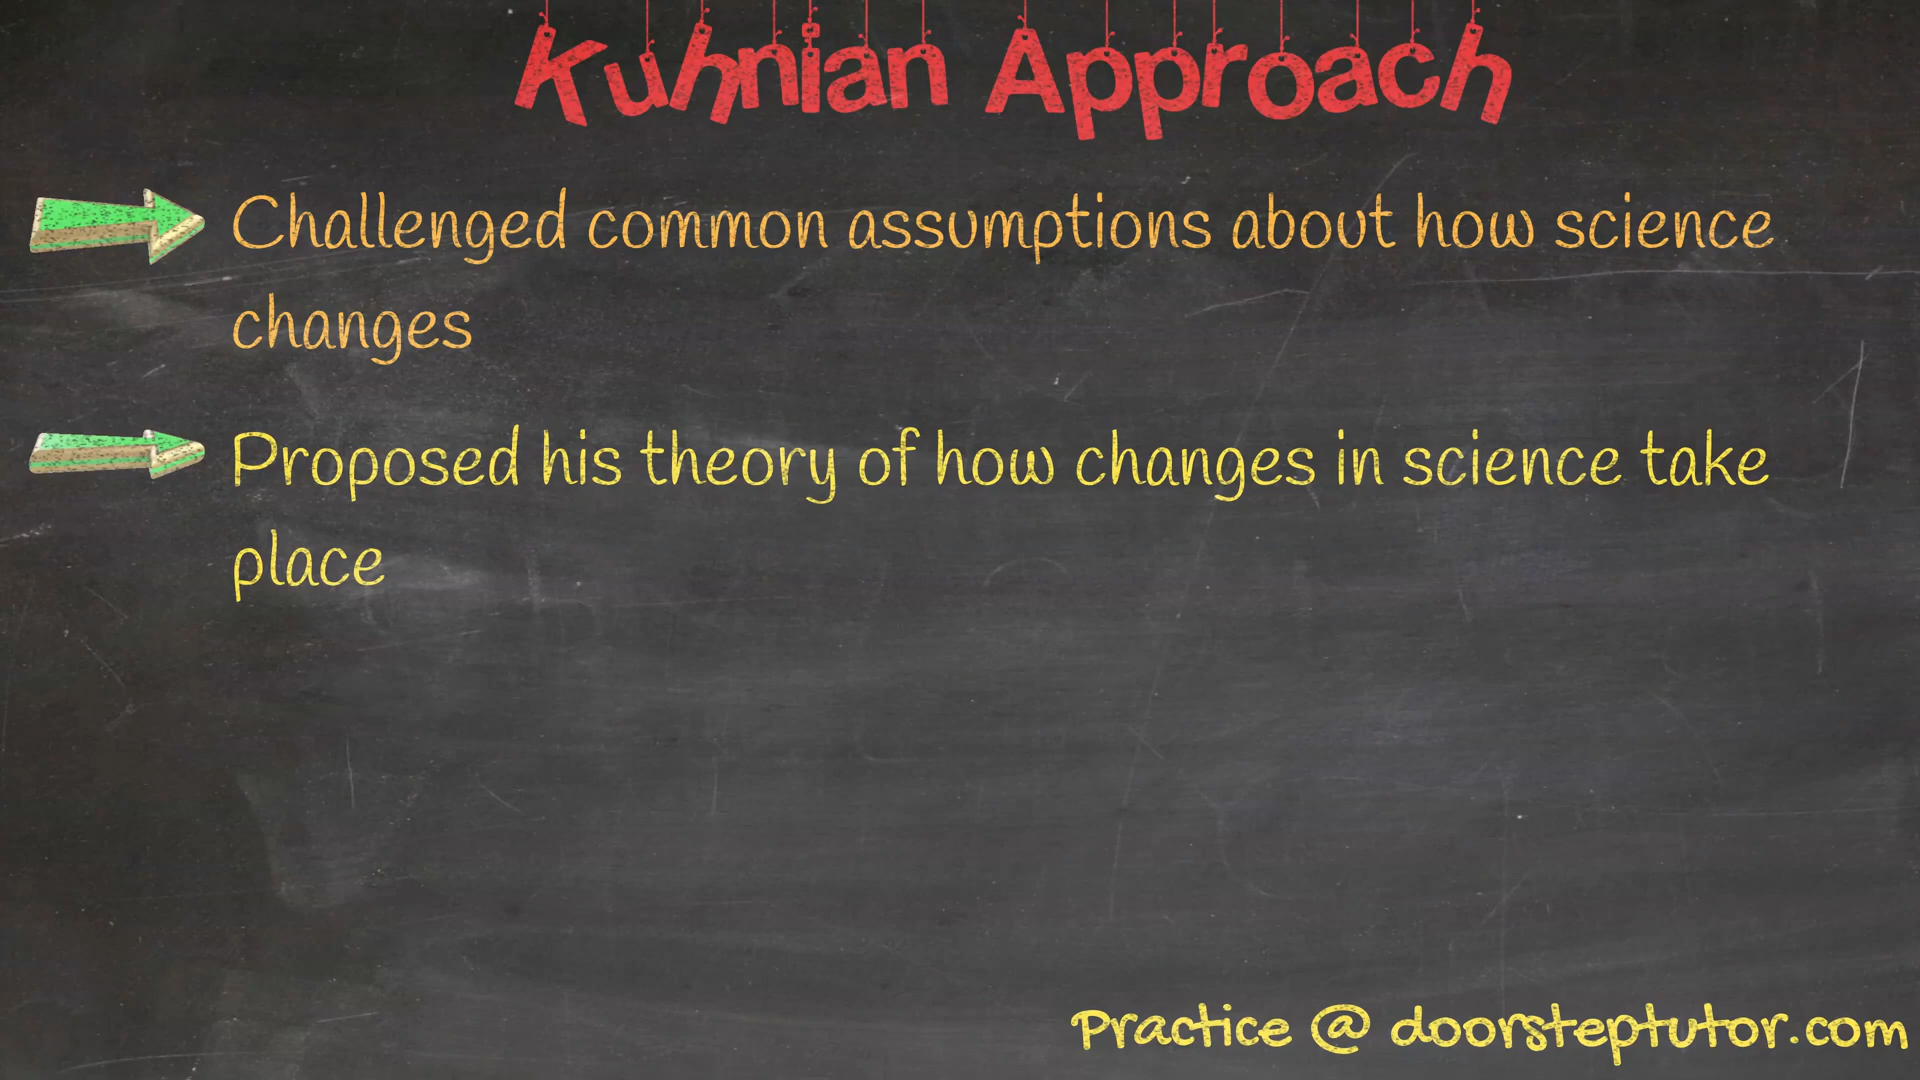 Kuhnian Approach
Challenged common assumptions about how science
changes
Proposed his theory of how changes in science take
place
Practice @ doorsteptutor.com